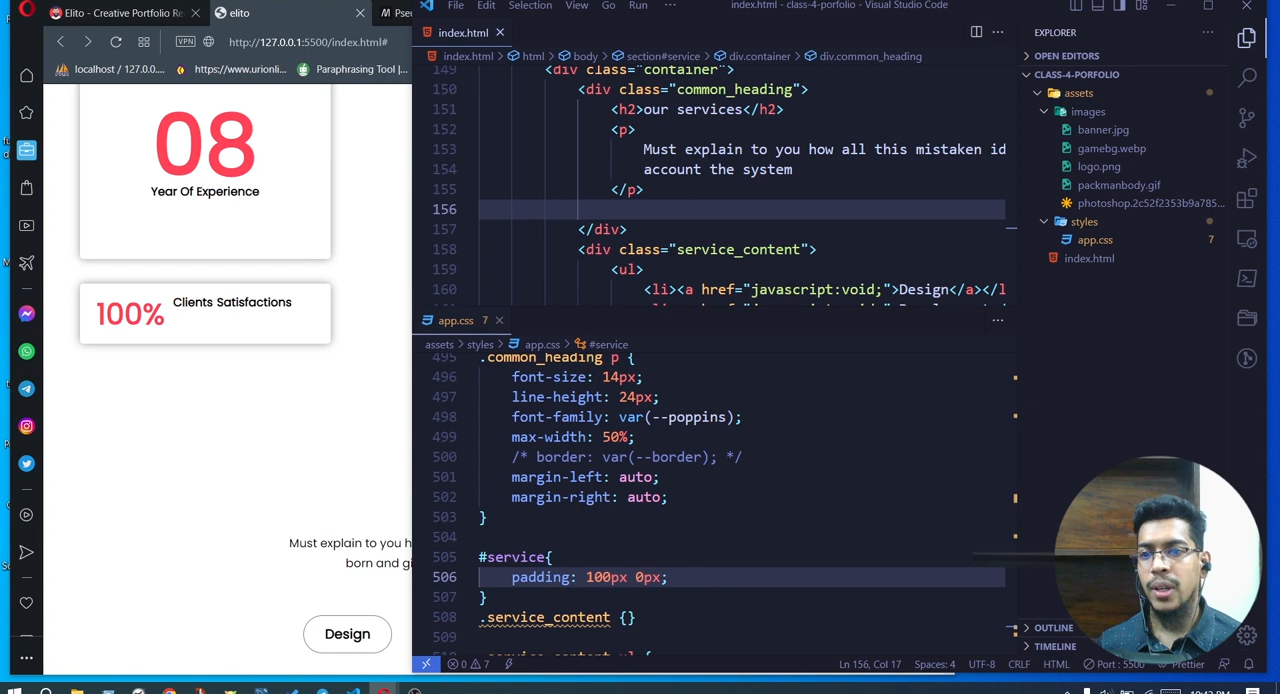 Elito - Creative Portfolio Re
elito
Pseu
File Edit Selection View Go Run ···
index.html - class-4-porfolio - Visual Studio Code
VPN
http://127.0.0.1:5500/index.html#
localhost / 127.0....
https://www.urionli...
Paraphrasing Tool |...
08
Year Of Experience
100% Clients Satisfactions
Must explain to you h
born and gi
Design
index.html
index.html > html > body > section#service > div.container > div.common_heading
149 <div class="container">
150 <div class="common_heading">
151 <h2>our services</h2>
152 <p>
153 Must explain to you how all this mistaken id
154 account the system
155 </p>
156
157 </div>
158 <div class="service_content">
159 <ul>
160 <li><a href="javascript:void;">Design</a></l
app.css 7
assets > styles > app.css > #service
495 .common_heading p {
496 font-size: 14px;
497 line-height: 24px;
498 font-family: var(--poppins);
499 max-width: 50%;
500 /* border: var(--border); */
501 margin-left: auto;
502 margin-right: auto;
503 }
504
505 #service{
506 padding: 100px 0px;
507 }
508 .service_content {}
509
EXPLORER
OPEN EDITORS
CLASS-4-PORFOLIO
assets
images
banner.jpg
gamebg.webp
logo.png
packmanbody.gif
photoshop.2c52f2353b9a785...
styles
app.css 7
index.html
OUTLINE
TIMELINE
0 7
Ln 156, Col 17 Spaces: 4 UTF-8 CRLF HTML Port : 5500 Prettier